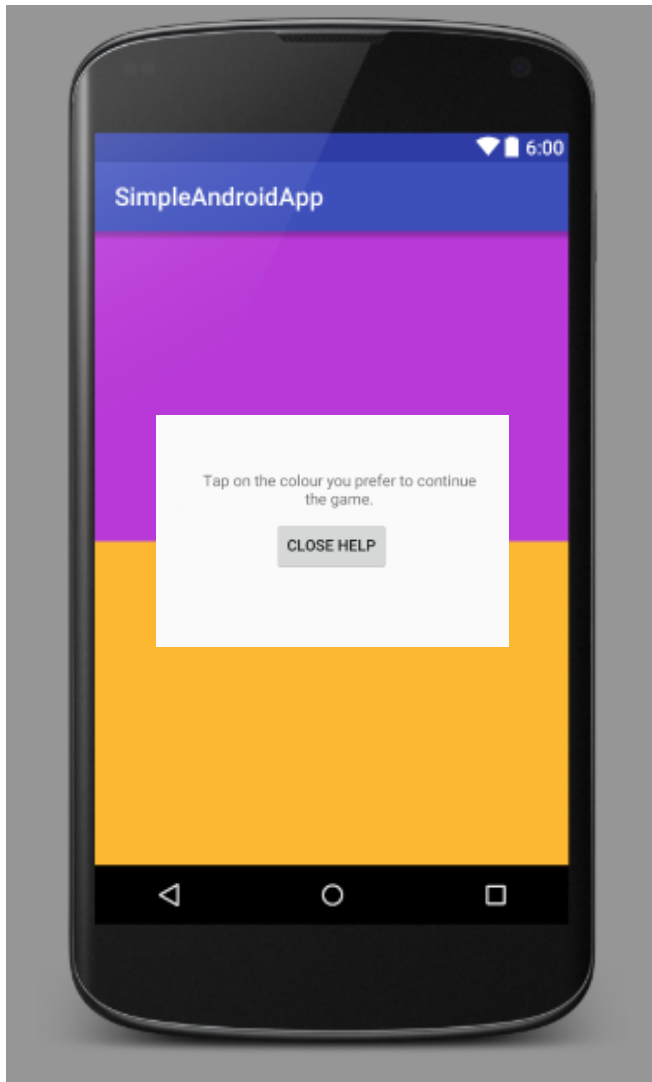 6:00
SimpleAndroidApp
Tap on the colour you prefer to continue
the game.
CLOSE HELP